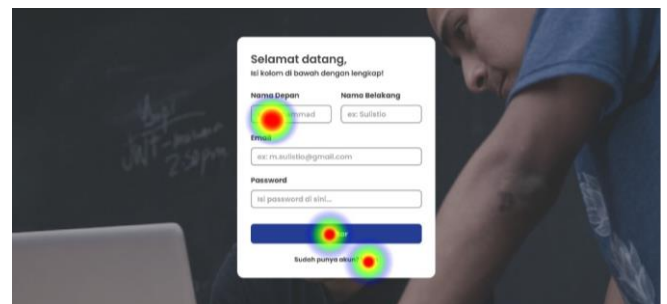 Selamat datang,
Isi kolom di bawah dengan lengkap!
Nama Depan Nama Belakang
ex: Sulistio
Email
ex: m.sulistio@gmail.com
Password
Isi password di sini...
Sudah punya akun?